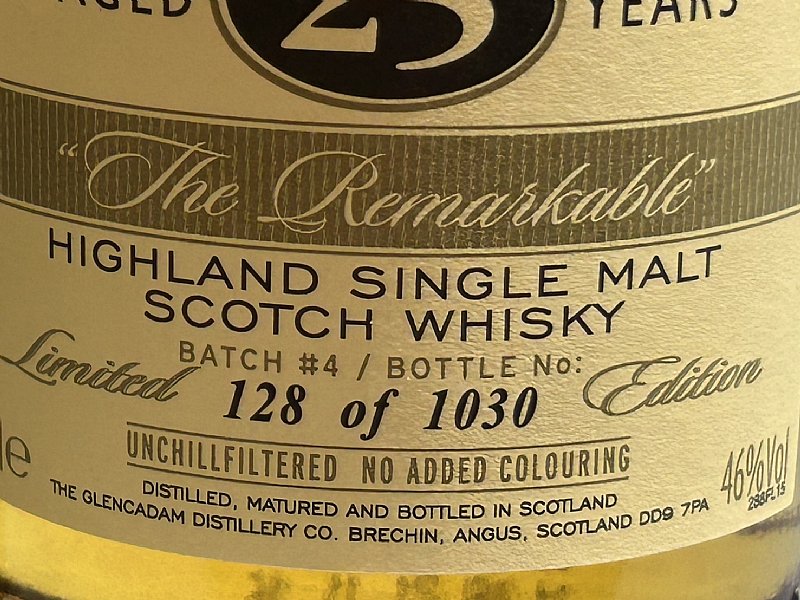 AGED 25 YEARS
"The Remarkable"
HIGHLAND SINGLE MALT
SCOTCH WHISKY
BATCH #4 / BOTTLE No:
Limited 128 of 1030 Edition
UNCHILLFILTERED NO ADDED COLOURING
46%Vol
DISTILLED, MATURED AND BOTTLED IN SCOTLAND
THE GLENCADAM DISTILLERY CO. BRECHIN, ANGUS, SCOTLAND DD9 7PA